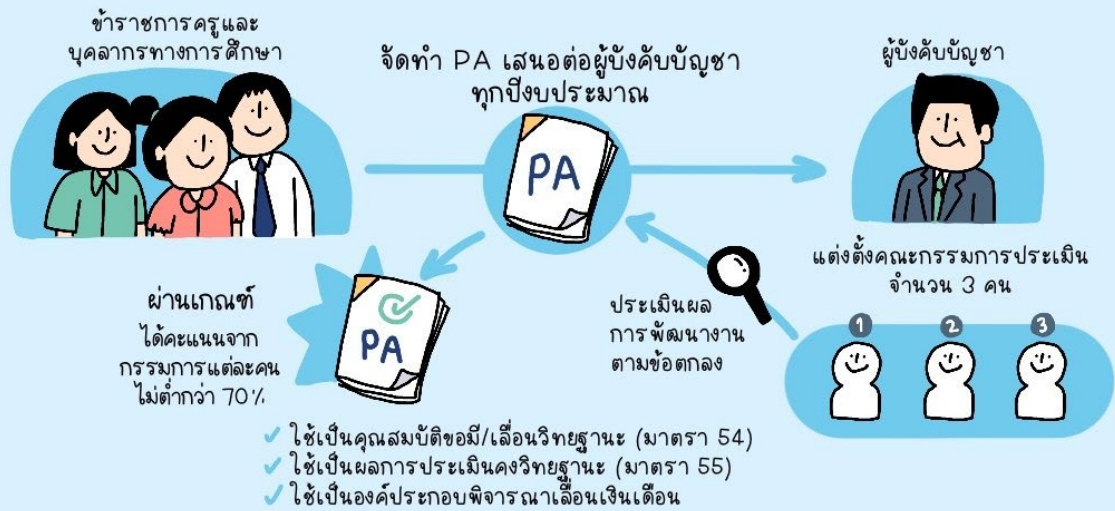 ข้าราชการครูและ
บุคลากรทางการศึกษา
จัดทำ PA เสนอต่อผู้บังคับบัญชา
ทุกปีงบประมาณ
ผู้บังคับบัญชา
PA
แต่งตั้งคณะกรรมการประเมิน
จำนวน 3 คน
1 2 3
ประเมินผล
การพัฒนางาน
ตามข้อตกลง
ผ่านเกณฑ์
ได้คะแนนจาก
กรรมการแต่ละคน
ไม่ต่ำกว่า 70%
PA
ใช้เป็นคุณสมบัติขอมี/เลื่อนวิทยฐานะ (มาตรา 54)
ใช้เป็นผลการประเมินคงวิทยฐานะ (มาตรา 55)
ใช้เป็นองค์ประกอบพิจารณาเลื่อนเงินเดือน